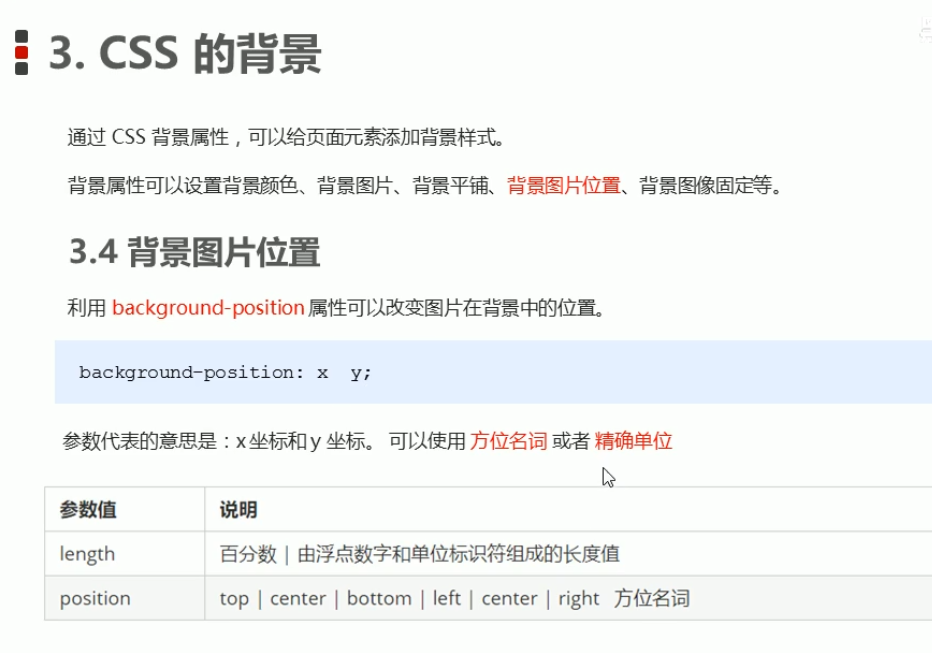 3. CSS 的背景
通过 CSS 背景属性，可以给页面元素添加背景样式。
背景属性可以设置背景颜色、背景图片、背景平铺、背景图片位置、背景图像固定等。
3.4 背景图片位置
利用 background-position 属性可以改变图片在背景中的位置。
background-position: x  y;
参数代表的意思是：x 坐标和 y 坐标。 可以使用 方位名词 或者 精确单位
参数值 说明
length 百分数 | 由浮点数字和单位标识符组成的长度值
position top | center | bottom | left | center | right 方位名词